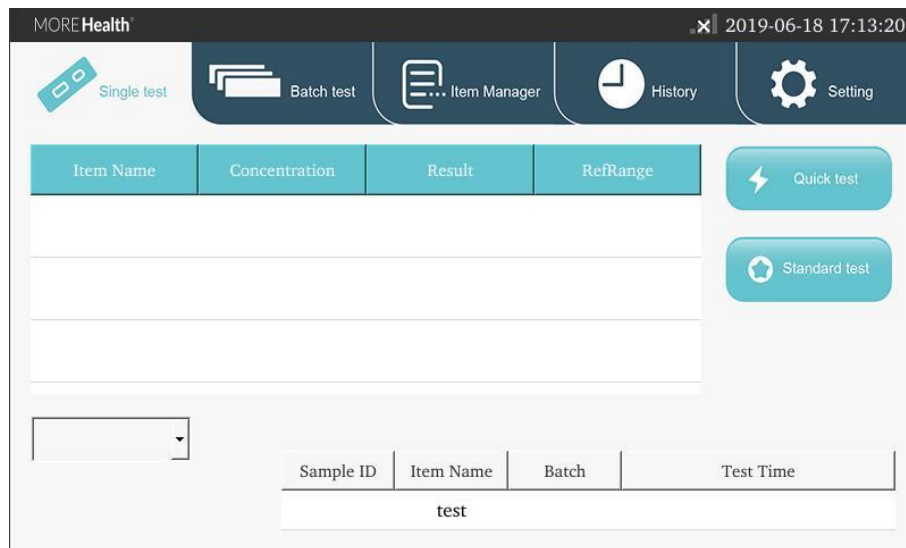 MOREHealth® 2019-06-18 17:13:20
Single test Batch test Item Manager History Setting
Item Name Concentration Result RefRange
Quick test
Standard test
Sample ID Item Name Batch Test Time
test